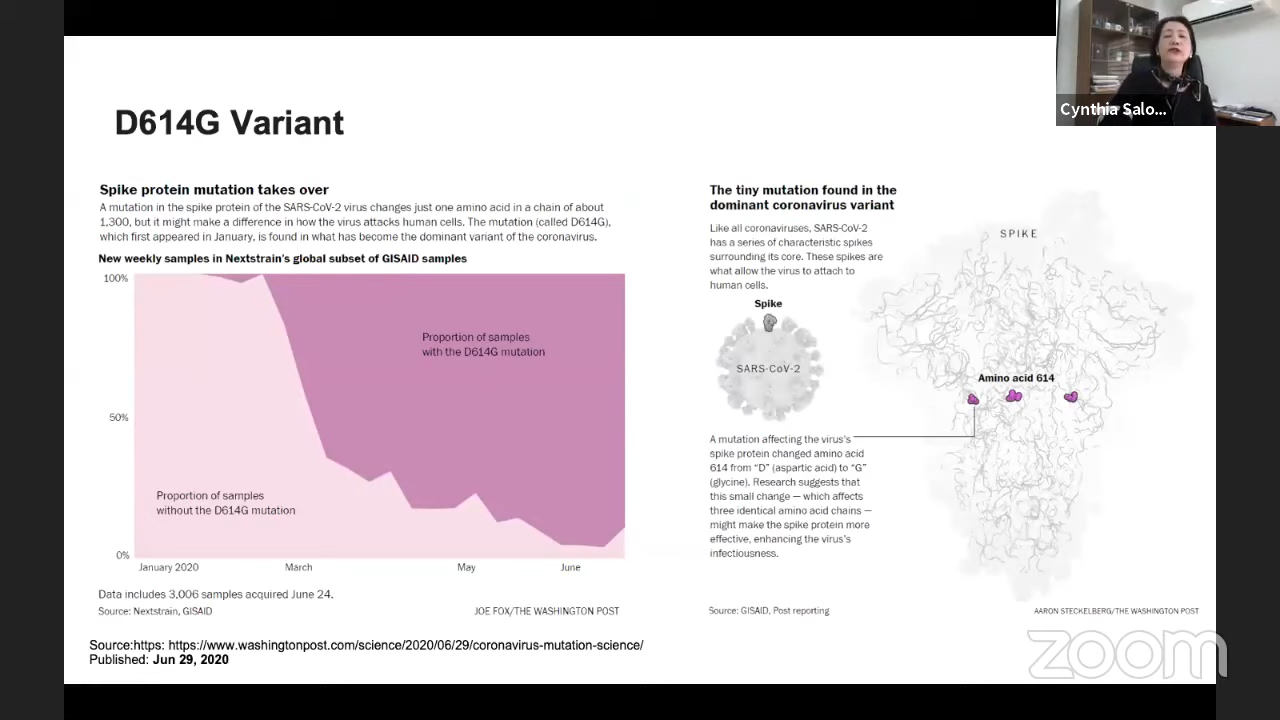 D614G Variant
Cynthia Salo...
Spike protein mutation takes over
A mutation in the spike protein of the SARS-CoV-2 virus changes just one amino acid in a chain of about
1,300, but it might make a difference in how the virus attacks human cells. The mutation (called D614G),
which first appeared in January, is found in what has become the dominant variant of the coronavirus.
New weekly samples in Nextstrain's global subset of GISAID samples
100%
50%
0%
Proportion of samples
with the D614G mutation
Proportion of samples
without the D614G mutation
January 2020
March
May
June
Data includes 3,006 samples acquired June 24.
Source: Nextstrain, GISAID
JOE FOX/THE WASHINGTON POST
The tiny mutation found in the
dominant coronavirus variant
Like all coronaviruses, SARS-CoV-2
has a series of characteristic spikes
surrounding its core. These spikes are
what allow the virus to attach to
human cells.
Spike
SARS-CoV-2
SPIKE
Amino acid 614
A mutation affecting the virus's
spike protein changed amino acid
614 from "D" (aspartic acid) to "G"
(glycine). Research suggests that
this small change — which affects
three identical amino acid chains —
might make the spike protein more
effective, enhancing the virus's
infectiousness.
Source: GISAID, Post reporting
AARON STECKELBERG/THE WASHINGTON POST
Source:https: https://www.washingtonpost.com/science/2020/06/29/coronavirus-mutation-science/
Published: Jun 29, 2020
zoom